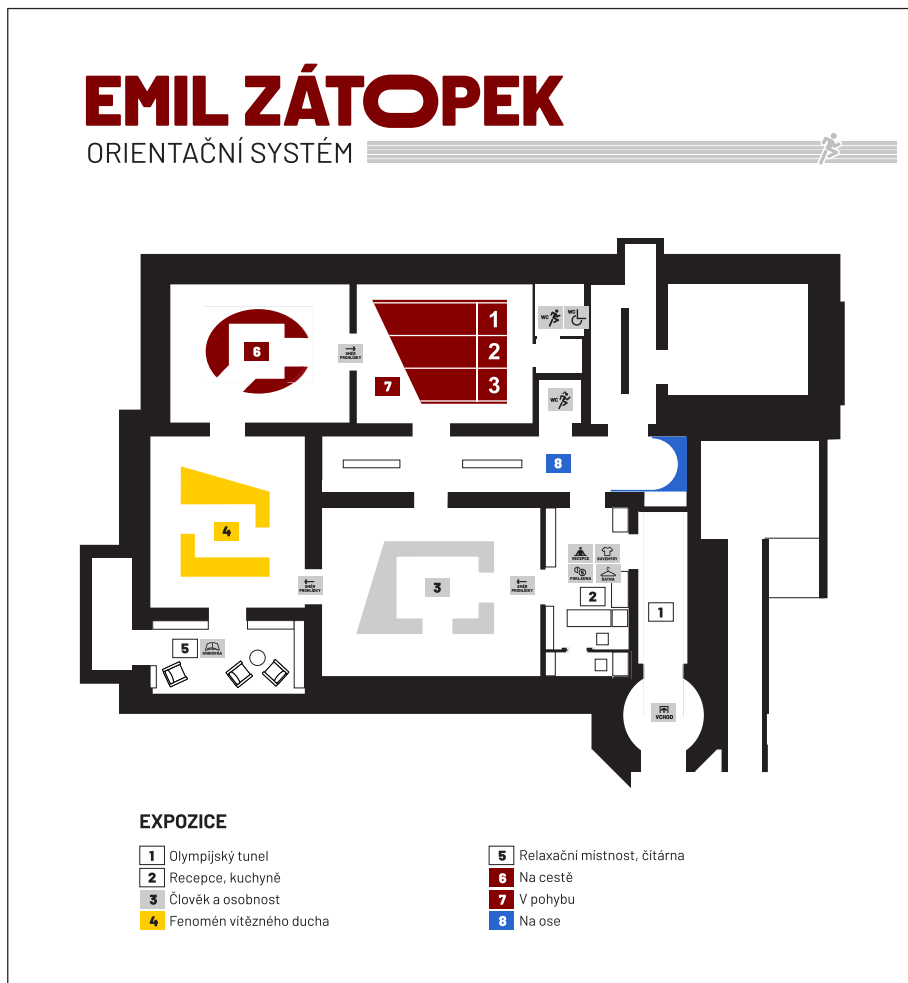 EMIL ZÁTOPEK
ORIENTAČNÍ SYSTÉM
1
2
3
6
SMĚR
PROHLÍDKY
7
WC
WC
WC
8
4
SMĚR
PROHLÍDKY
3
SMĚR
PROHLÍDKY
RECEPCE
SUVENÝRY
POKLADNA
ŠATNA
2
1
5
KNIHOVNA
VCHOD
EXPOZICE
1 Olympijský tunel
2 Recepce, kuchyně
3 Člověk a osobnost
4 Fenomén vítězného ducha
5 Relaxační místnost, čítárna
6 Na cestě
7 V pohybu
8 Na ose